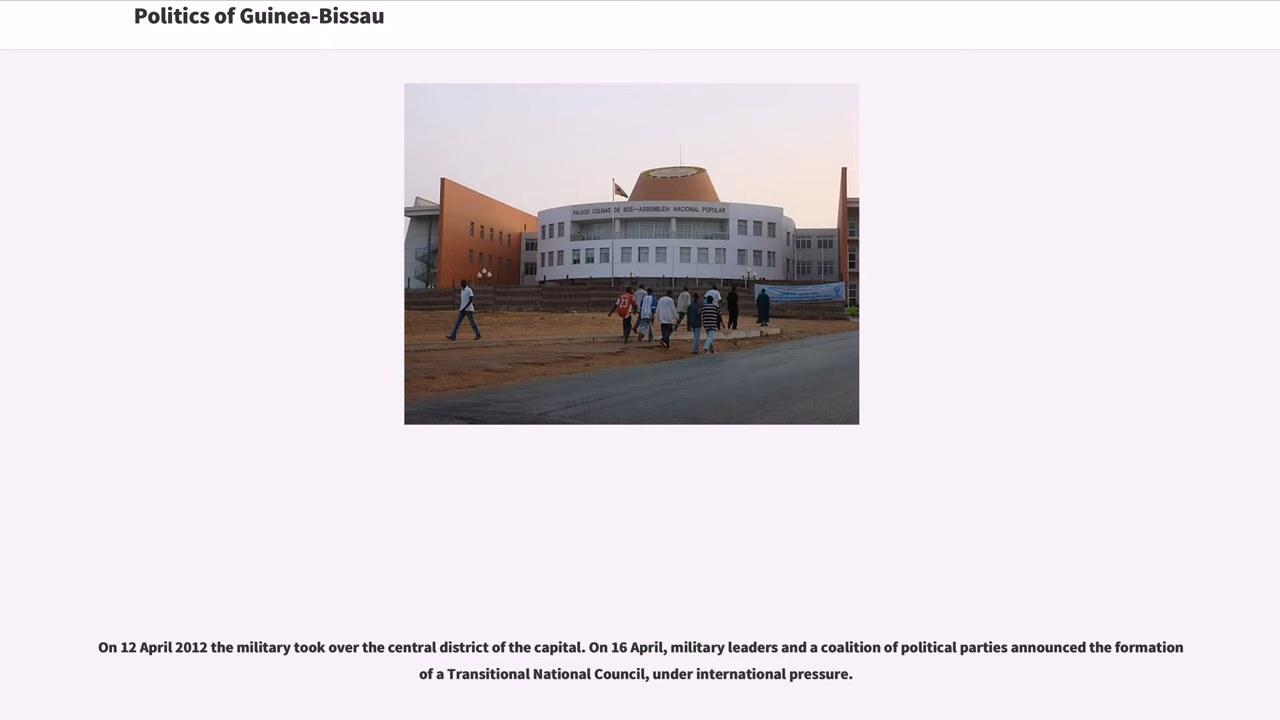 Politics of Guinea-Bissau
PALÁCIO COLINAS DE BOÉ—ASSEMBLEIA NACIONAL POPULAR
23
On 12 April 2012 the military took over the central district of the capital. On 16 April, military leaders and a coalition of political parties announced the formation
of a Transitional National Council, under international pressure.